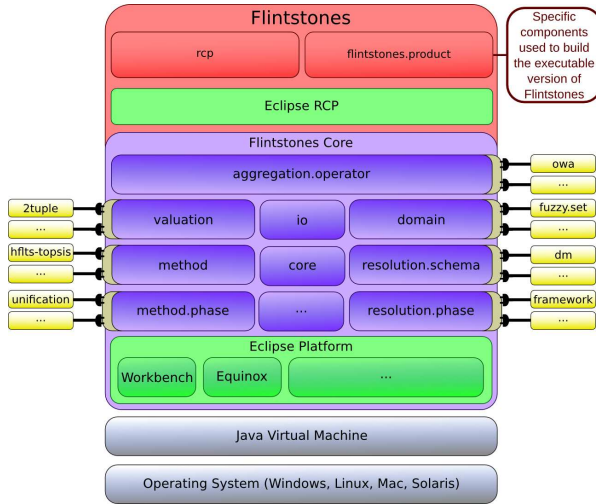 Flintstones
rcp
flintstones.product
Specific
components
used to build
the executable
version of
Flintstones
Eclipse RCP
Flintstones Core
aggregation.operator
owa
...
2tuple
...
valuation
io
domain
fuzzy.set
...
hflts-topsis
...
method
core
resolution.schema
dm
...
unification
...
method.phase
...
resolution.phase
framework
...
Eclipse Platform
Workbench
Equinox
...
Java Virtual Machine
Operating System (Windows, Linux, Mac, Solaris)